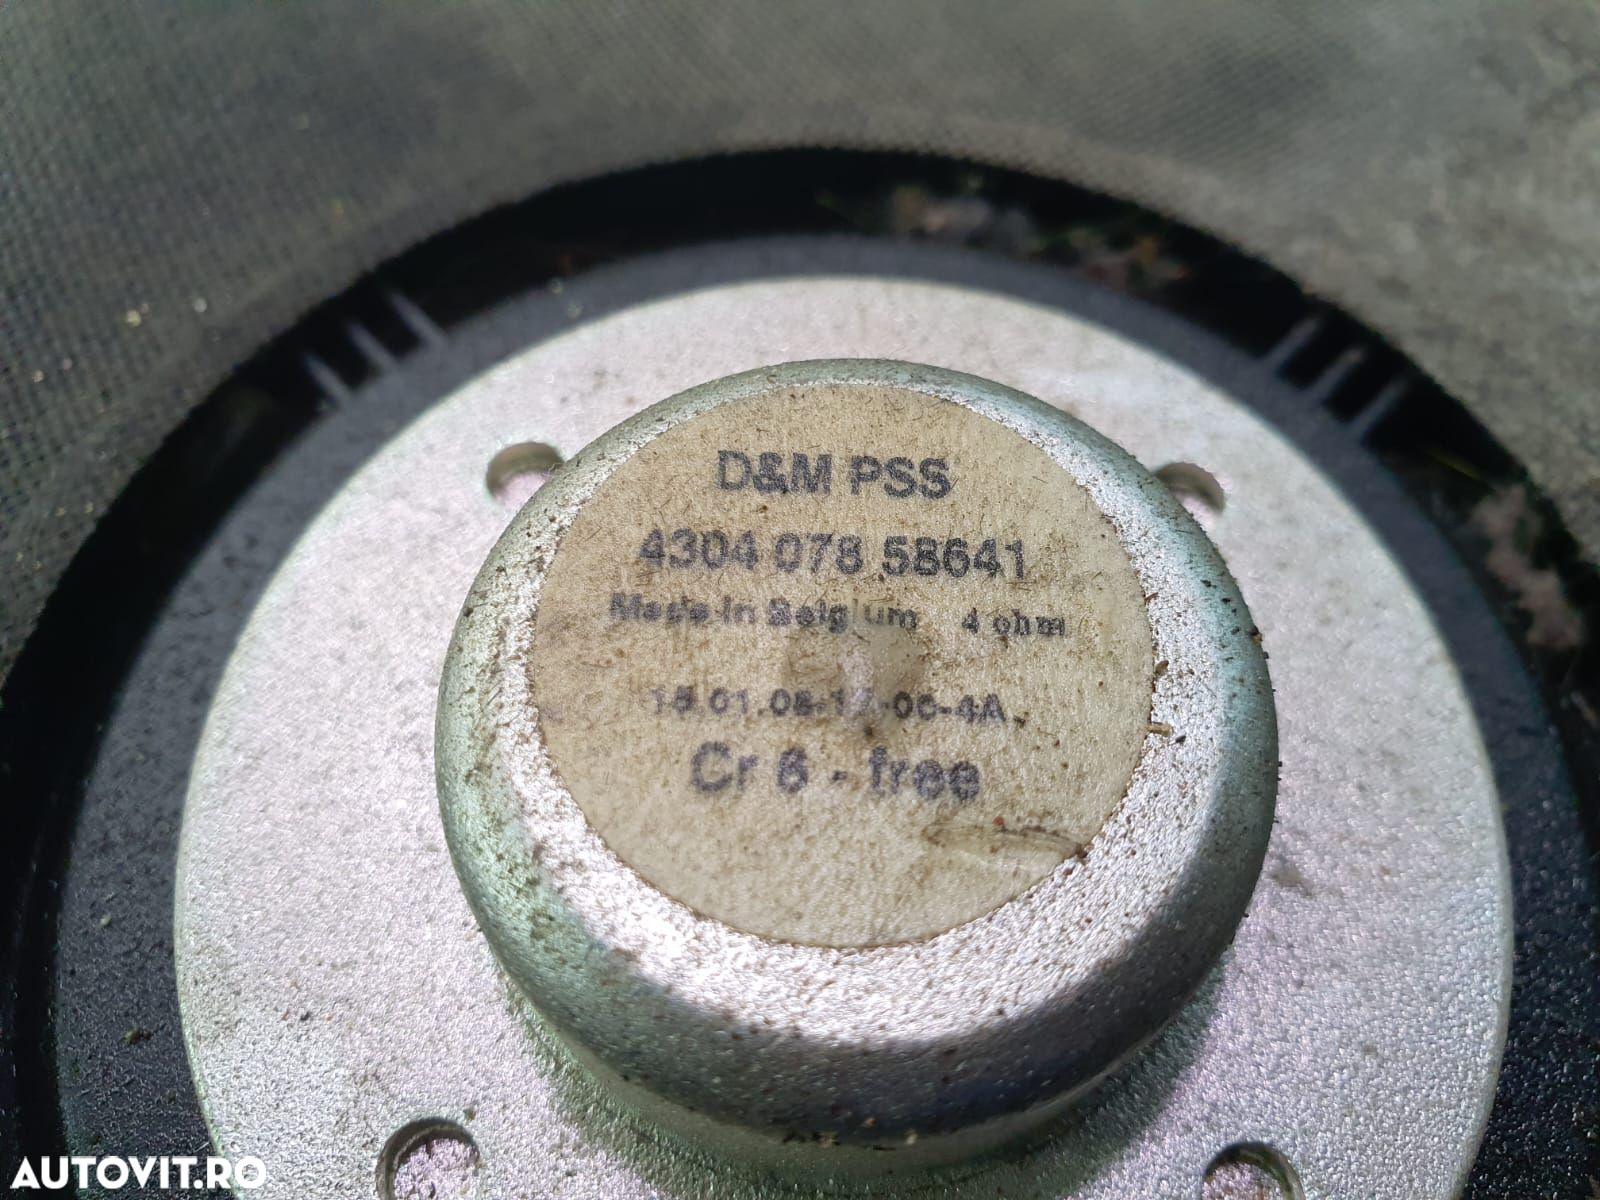 D&M PSS
4304 078 58641
Made in Belgium 4 ohm
Cr 6 - free
AUTOVIT.RO